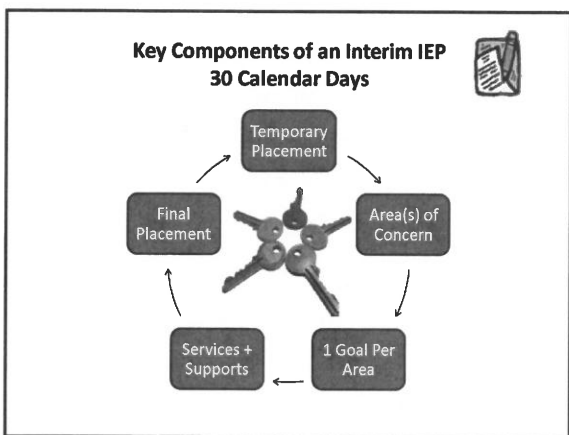 Key Components of an Interim IEP
30 Calendar Days
Temporary
Placement
Area(s) of
Concern
1 Goal Per
Area
Services +
Supports
Final
Placement